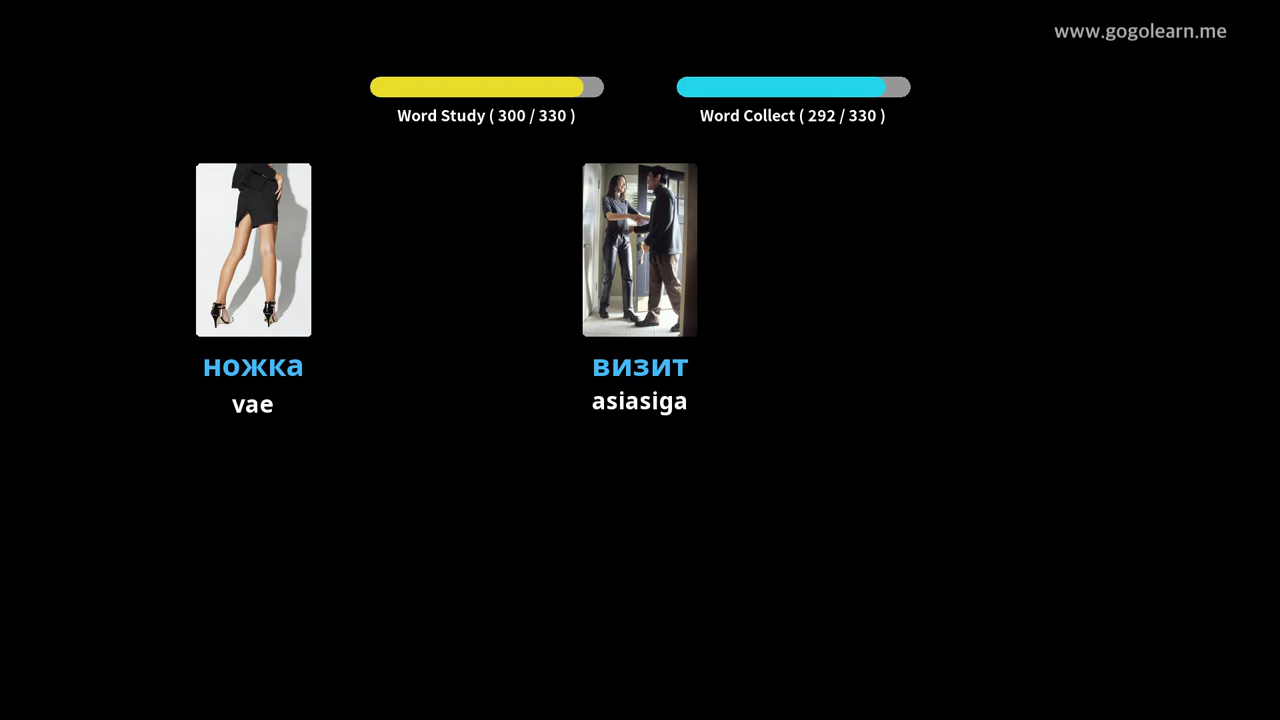 www.gogolearn.me
Word Study ( 300 / 330 )
Word Collect ( 292 / 330 )
ножка
визит
vae
asiasiga